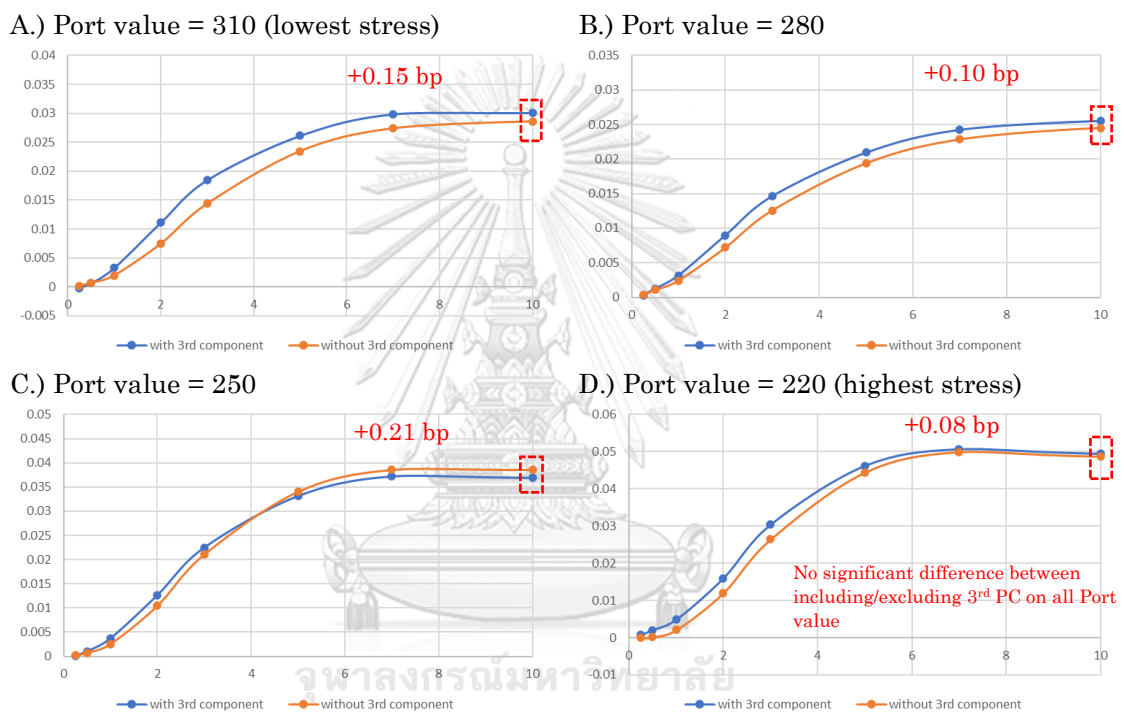 A.) Port value = 310 (lowest stress)
+0.15 bp
0.04
0.035
0.03
0.025
0.02
0.015
0.01
0.005
0
-0.005
0 2 4 6 8 10
with 3rd component without 3rd component
B.) Port value = 280
+0.10 bp
0.035
0.03
0.025
0.02
0.015
0.01
0.005
0
0 2 4 6 8 10
with 3rd component without 3rd component
C.) Port value = 250
+0.21 bp
0.05
0.045
0.04
0.035
0.03
0.025
0.02
0.015
0.01
0.005
0
0 2 4 6 8 10
with 3rd component without 3rd component
D.) Port value = 220 (highest stress)
+0.08 bp
0.06
0.05
0.04
0.03
0.02
0.01
0
-0.01
0 2 4 6 8 10
No significant difference between
including/excluding 3rd PC on all Port
value
with 3rd component without 3rd component
จุฬาลงกรณ์มหาวิทยาลัย